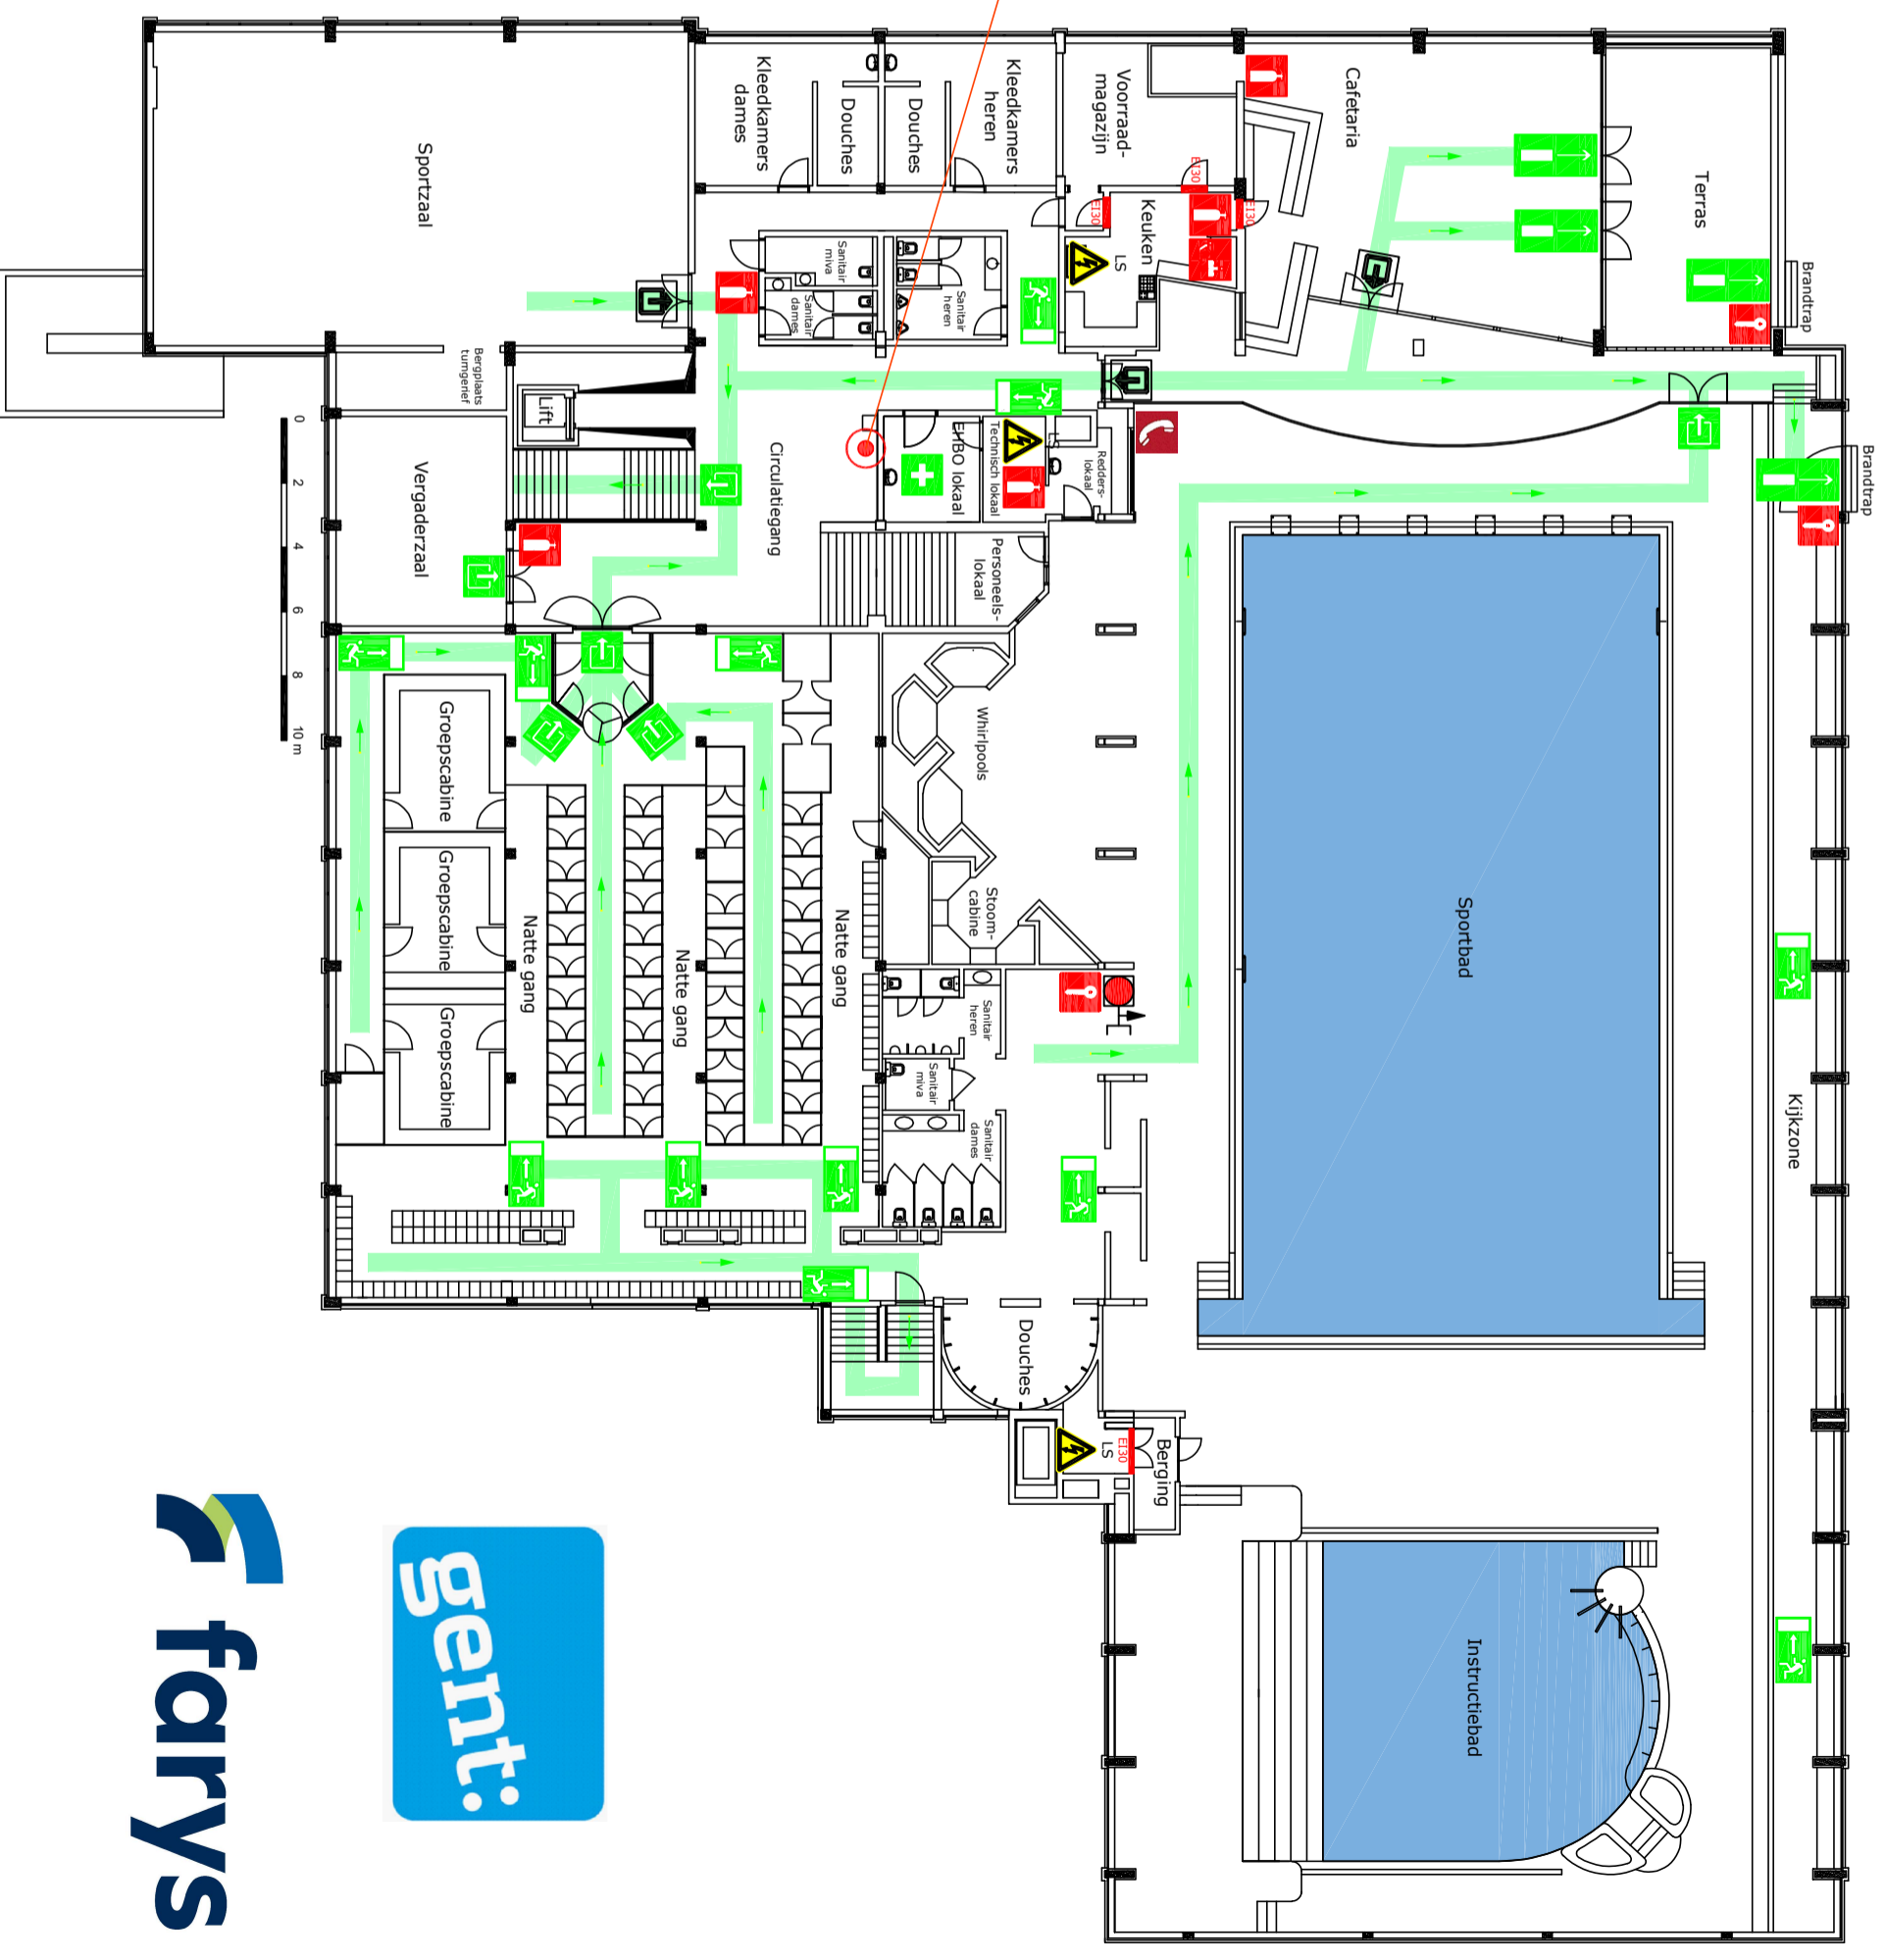 Brandtrap
Brandtrap
Terras
Cafetaria
Voorraad-
magazijn
Kleedkamers
heren
Douches
Douches
Kleedkamers
dames
Sportzaal
EI30
EI30
EI30
Keuken
LS
Sanitair
miva
Sanitair
dames
Sanitair
heren
Bergplaats
turngerief
Lift
Circulatiegang
EHBO lokaal
Technisch lokaal
LS
Redders-
lokaal
Vergaderzaal
Personeels-
lokaal
0
2
4
6
8
10 m
Whirlpools
Stoom-
cabine
Groepscabine
Groepscabine
Groepscabine
Natte gang
Natte gang
Natte gang
Sanitair
heren
Sanitair
miva
Sanitair
dames
Sportbad
Kijkzone
Douches
LS
EI30
Berging
Instructiebad
gent:
farys